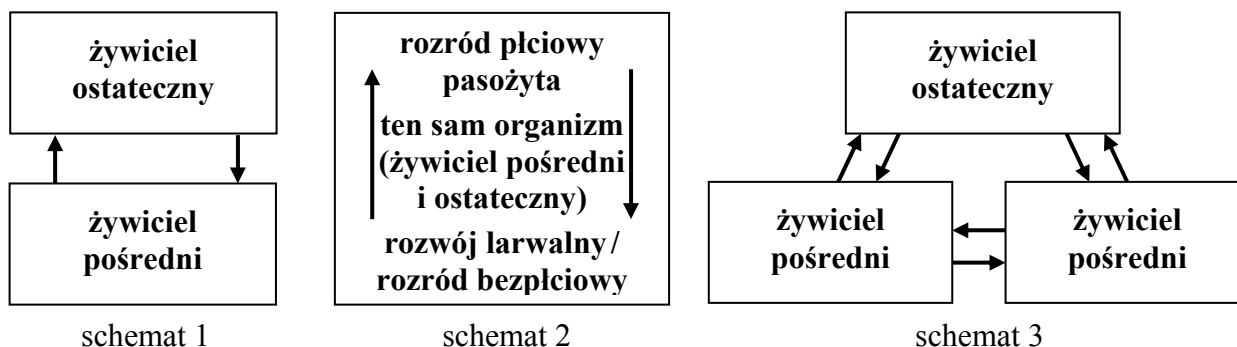 żywiciel
ostateczny
żywiciel
pośredni
schemat 1
rozród płciowy
pasożyta
ten sam organizm
(żywiciel pośredni
i ostateczny)
rozwój larwalny/
rozród bezpłciowy
schemat 2
żywiciel
ostateczny
żywiciel
pośredni
żywiciel
pośredni
schemat 3